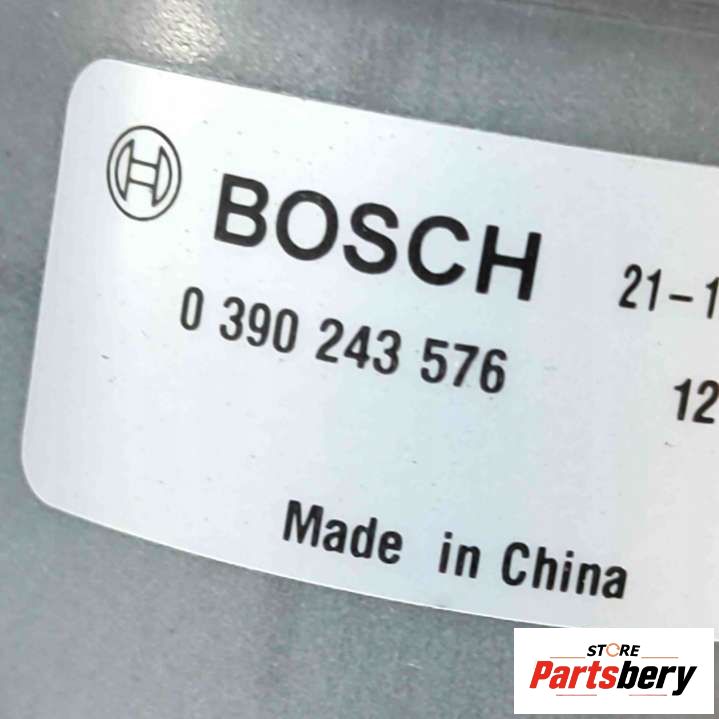 BOSCH 21-1
0 390 243 576
12
Made in China
STORE
Partsbery